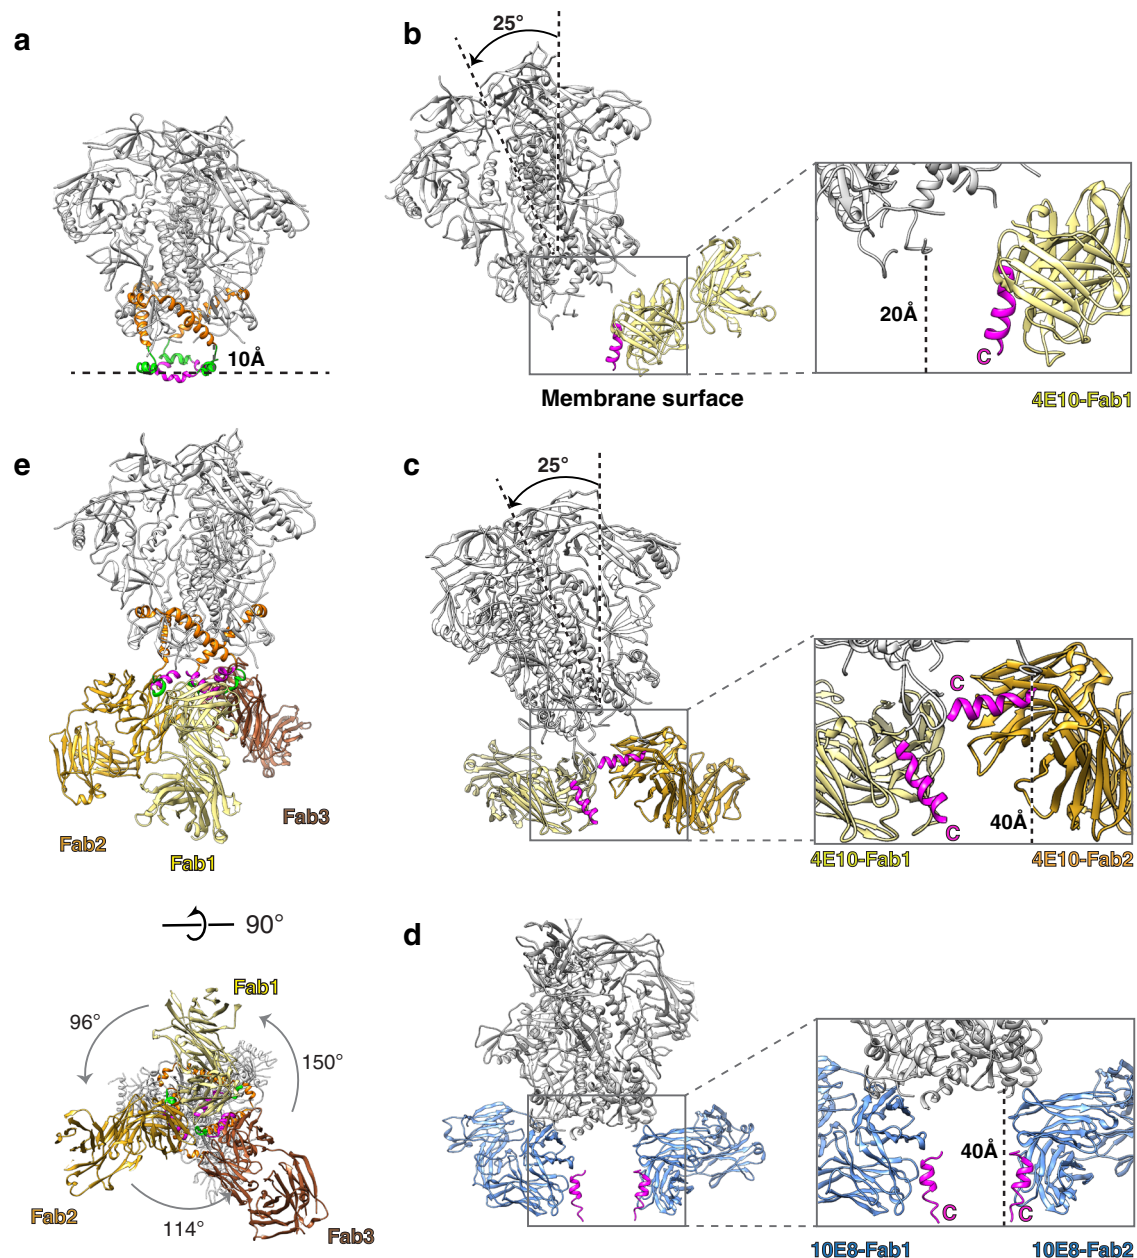 a
10Å
b
25°
Membrane surface
20Å
C
4E10-Fab1
e
Fab2
Fab1
Fab3
90°
Fab1
96°
150°
Fab2
114°
Fab3
c
25°
C
C
40Å
4E10-Fab1
4E10-Fab2
d
40Å
C
C
10E8-Fab1
10E8-Fab2